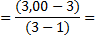 = (3,00 − 3) / (3 − 1) =